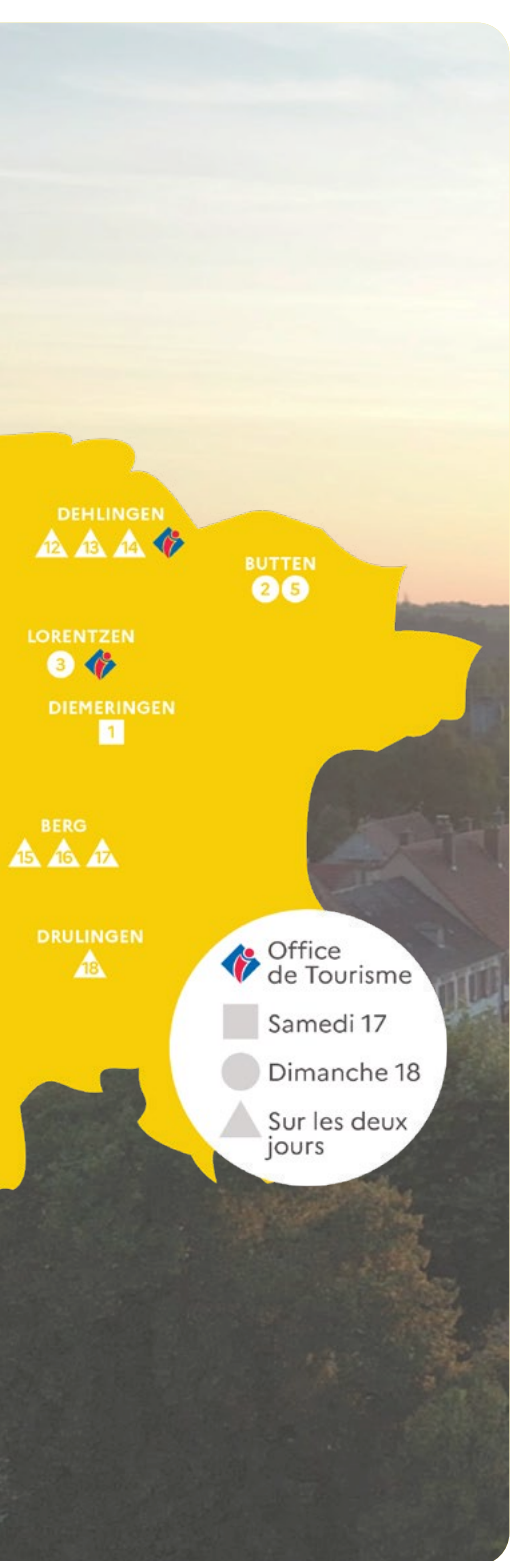 DEHLINGEN
12 13 14
BUTTEN
2 5
LORENTZEN
3
DIEMERINGEN
1
BERG
15 16 17
DRULINGEN
18
Office
de Tourisme
Samedi 17
Dimanche 18
Sur les deux
jours